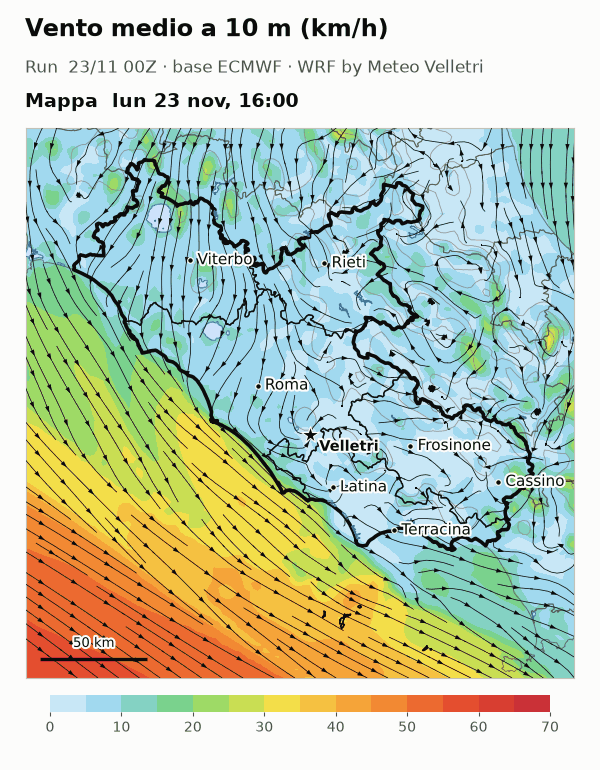 Vento medio a 10 m (km/h)
Run  23/11 00Z · base ECMWF · WRF by Meteo Velletri
Mappa  lun 23 nov, 16:00
Viterbo
Rieti
Roma
Velletri
Frosinone
Latina
Cassino
Terracina
50 km
0 10 20 30 40 50 60 70